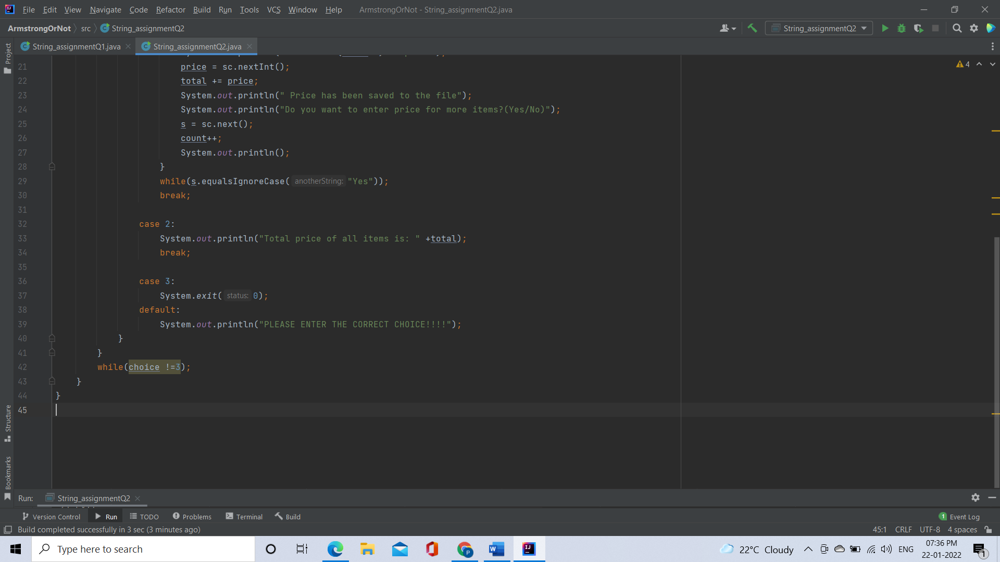 File Edit View Navigate Code Refactor Build Run Tools VCS Window Help ArmstrongOrNot - String_assignmentQ2.java
ArmstrongOrNot src String_assignmentQ2 String_assignmentQ2
Project
String_assignmentQ1.java String_assignmentQ2.java
4
21 price = sc.nextInt();
22 total += price;
23 System.out.println(" Price has been saved to the file");
24 System.out.println("Do you want to enter price for more items?(Yes/No)");
25 s = sc.next();
26 count++;
27 System.out.println();
28 }
29 while(s.equalsIgnoreCase( anotherString: "Yes"));
30 break;
31
32 case 2:
33 System.out.println("Total price of all items is: " +total);
34 break;
35
36 case 3:
37 System.exit( status: 0);
38 default:
39 System.out.println("PLEASE ENTER THE CORRECT CHOICE!!!!");
40 }
41 }
42 while(choice !=3);
43 }
44 }
45
Structure
Bookmarks
Run: String_assignmentQ2
Version Control Run TODO Problems Terminal Build 1 Event Log
Build completed successfully in 3 sec (3 minutes ago) 45:1 CRLF UTF-8 4 spaces
Type here to search 22°C Cloudy ENG 07:36 PM
22-01-2022 1